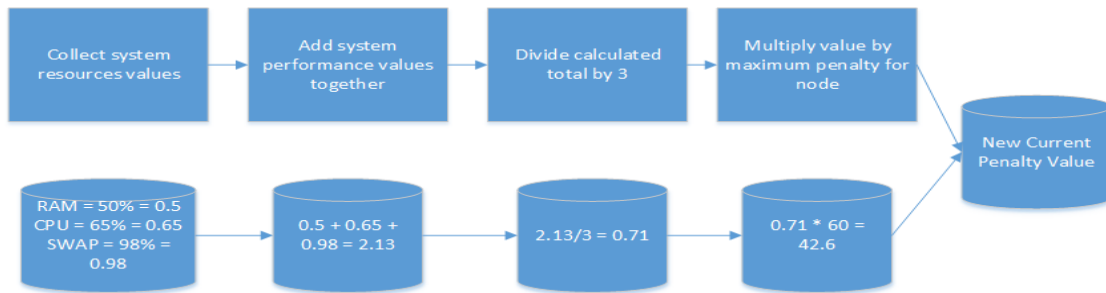 Collect system
resources values
Add system
performance values
together
Divide calculated
total by 3
Multiply value by
maximum penalty for
node
New Current
Penalty Value
RAM = 50% = 0.5
CPU = 65% = 0.65
SWAP = 98% =
0.98
0.5 + 0.65 +
0.98 = 2.13
2.13/3 = 0.71
0.71 * 60 =
42.6